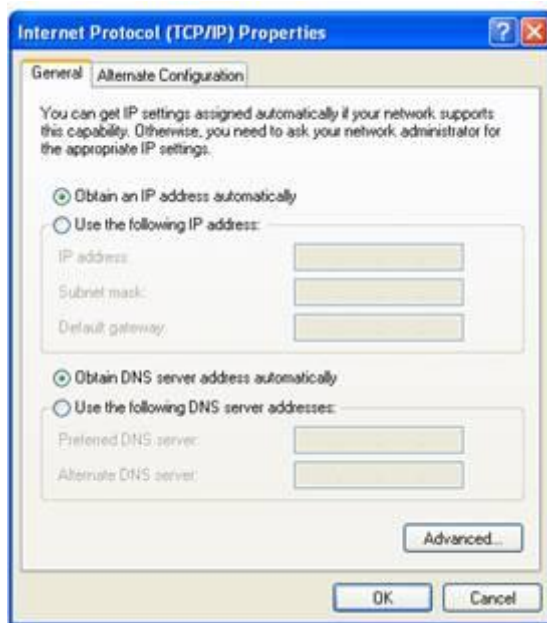 Internet Protocol (TCP/IP) Properties
General
Alternate Configuration
You can get IP settings assigned automatically if your network supports
this capability. Otherwise, you need to ask your network administrator for
the appropriate IP settings.
Obtain an IP address automatically
Use the following IP address:
IP address:
Subnet mask:
Default gateway:
Obtain DNS server address automatically
Use the following DNS server addresses:
Preferred DNS server:
Alternate DNS server:
Advanced...
OK
Cancel